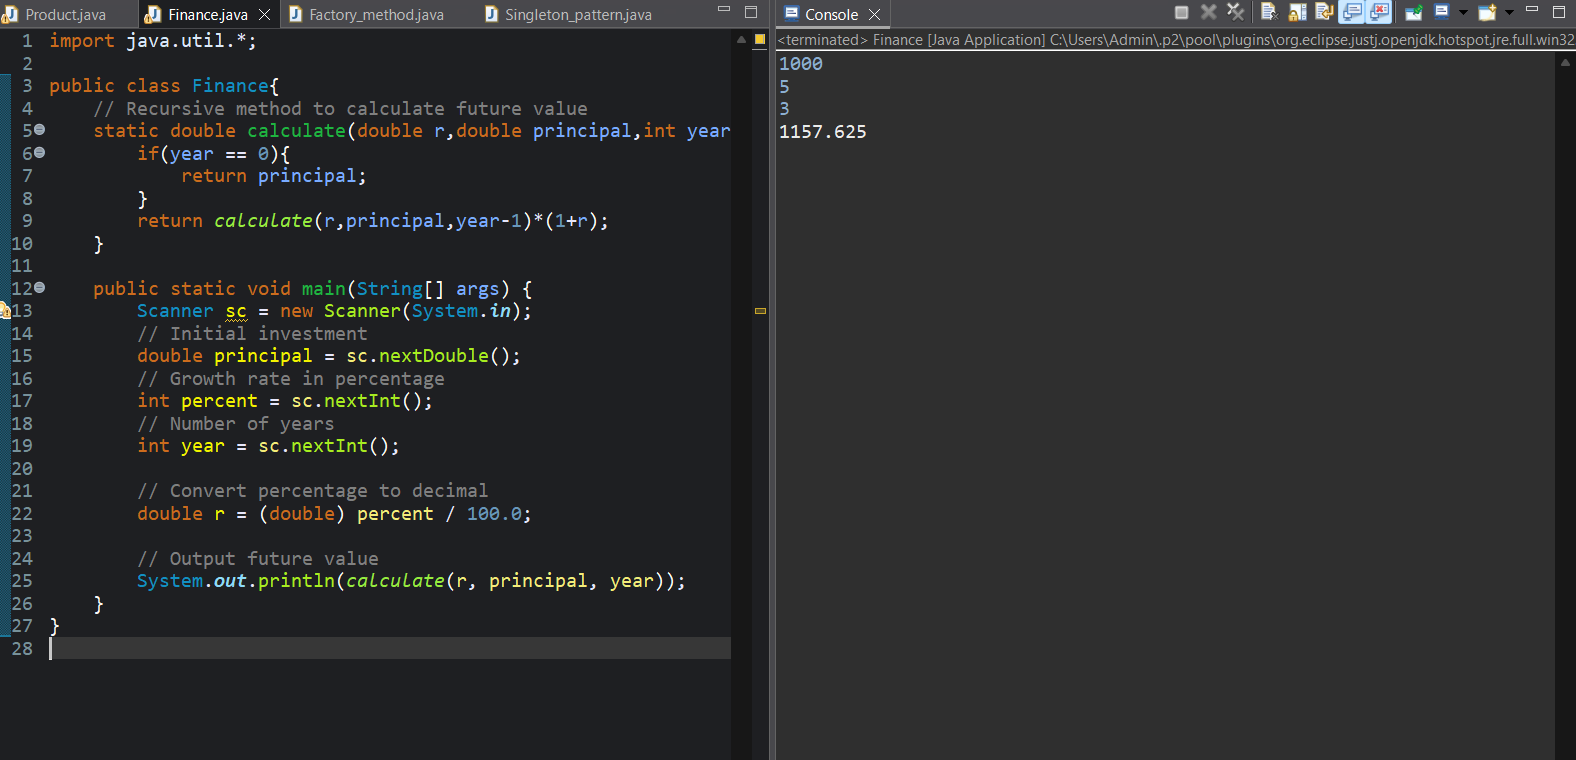 Product.java
Finance.java
Factory_method.java
Singleton_pattern.java
1 import java.util.*;
2
3 public class Finance{
4     // Recursive method to calculate future value
5     static double calculate(double r,double principal,int year
6         if(year == 0){
7             return principal;
8         }
9         return calculate(r,principal,year-1)*(1+r);
10     }
11
12     public static void main(String[] args) {
13         Scanner sc = new Scanner(System.in);
14         // Initial investment
15         double principal = sc.nextDouble();
16         // Growth rate in percentage
17         int percent = sc.nextInt();
18         // Number of years
19         int year = sc.nextInt();
20
21         // Convert percentage to decimal
22         double r = (double) percent / 100.0;
23
24         // Output future value
25         System.out.println(calculate(r, principal, year));
26     }
27 }
28
Console
<terminated> Finance [Java Application] C:\Users\Admin\.p2\pool\plugins\org.eclipse.justj.openjdk.hotspot.jre.full.win32
1000
5
3
1157.625